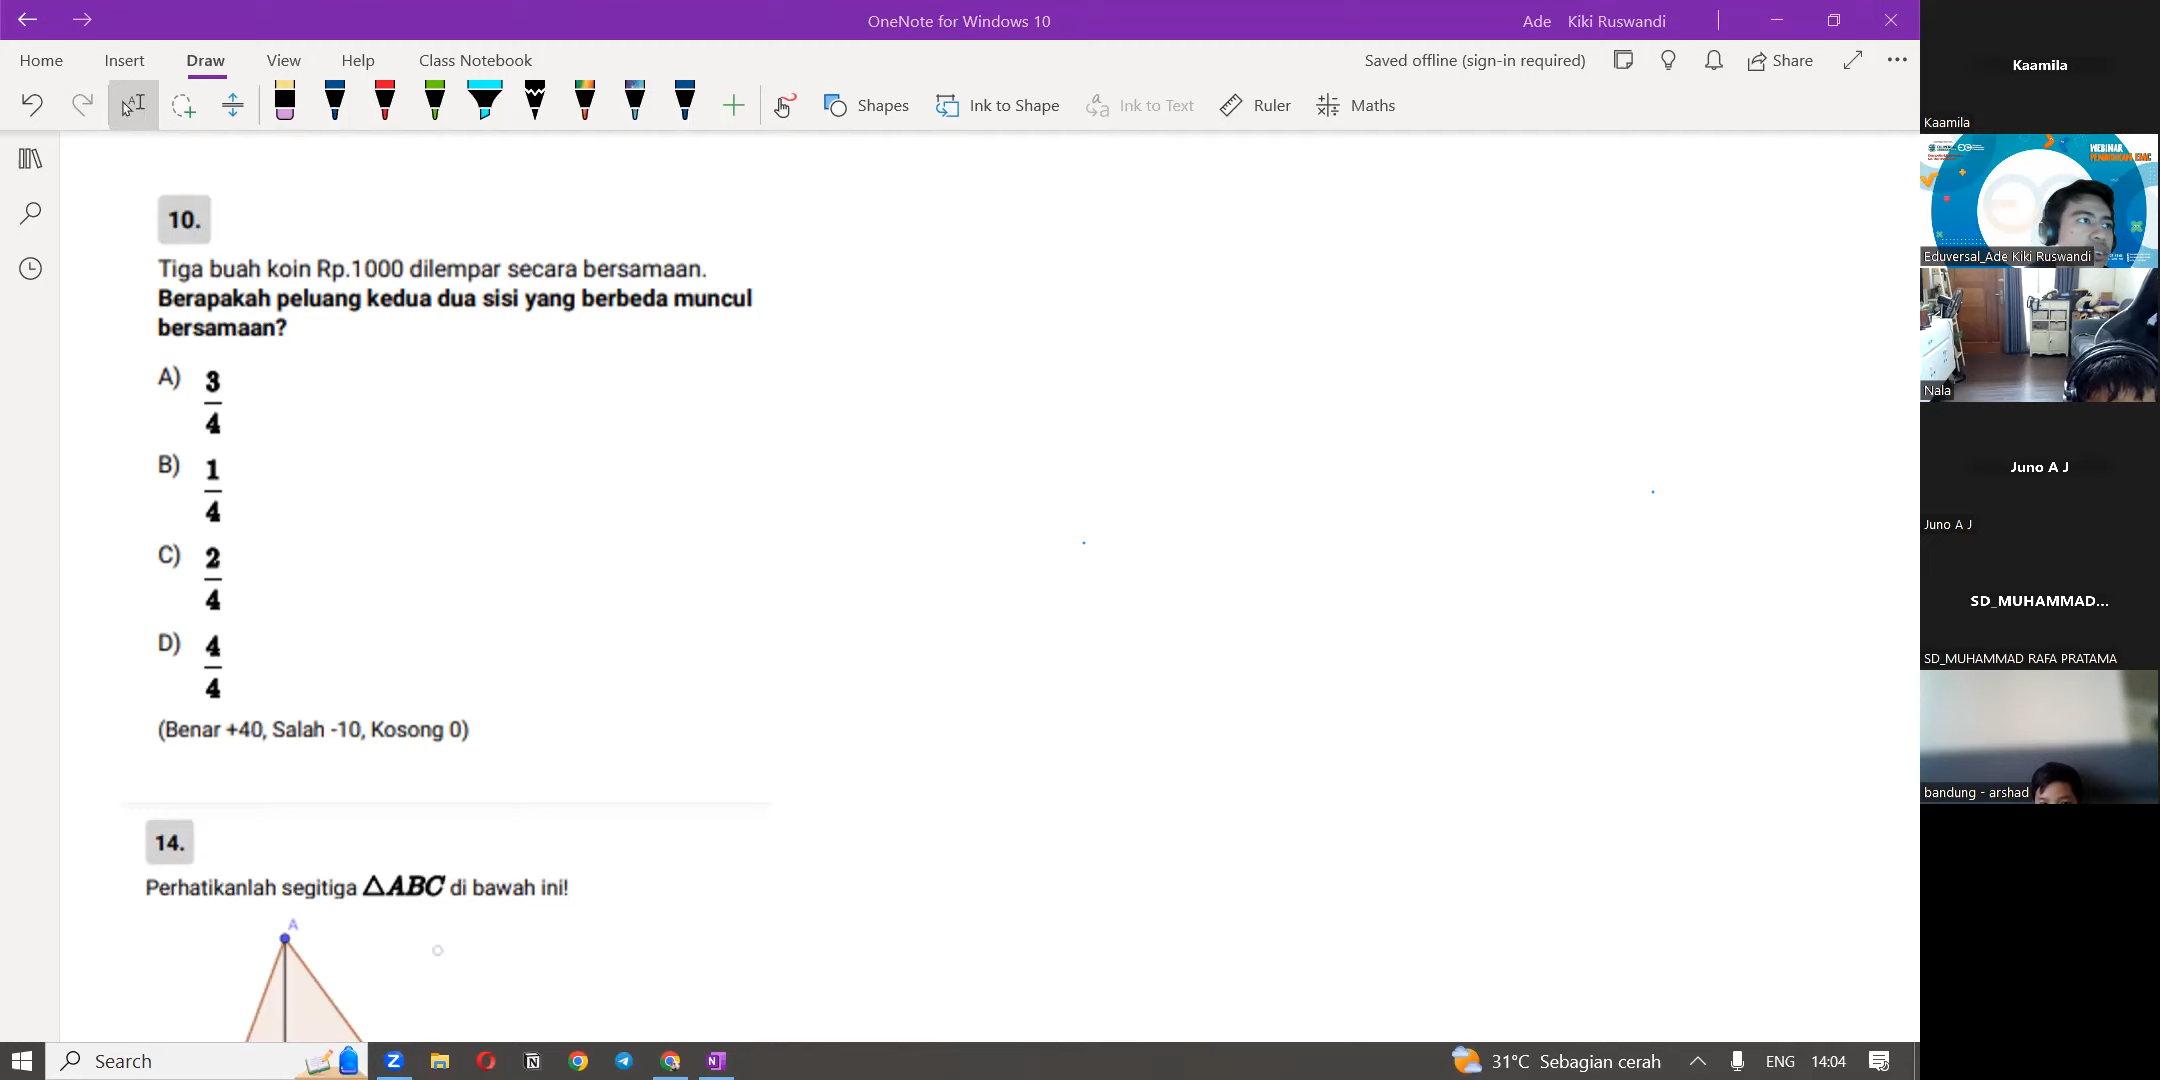 OneNote for Windows 10
Ade Kiki Ruswandi
Home Insert Draw View Help Class Notebook
Saved offline (sign-in required)
Share
Shapes
Ink to Shape
Ink to Text
Ruler
Maths
10.
Tiga buah koin Rp.1000 dilempar secara bersamaan.
Berapakah peluang kedua dua sisi yang berbeda muncul
bersamaan?
A) 3/4
B) 1/4
C) 2/4
D) 4/4
(Benar +40, Salah -10, Kosong 0)
14.
Perhatikanlah segitiga △ABC di bawah ini!
A
Kaamila
Kaamila
WEBINAR
Eduversal_Ade Kiki Ruswandi
Nala
Juno A J
Juno A J
SD_MUHAMMAD...
SD_MUHAMMAD RAFA PRATAMA
bandung - arshad
Search
31°C Sebagian cerah
ENG
14:04